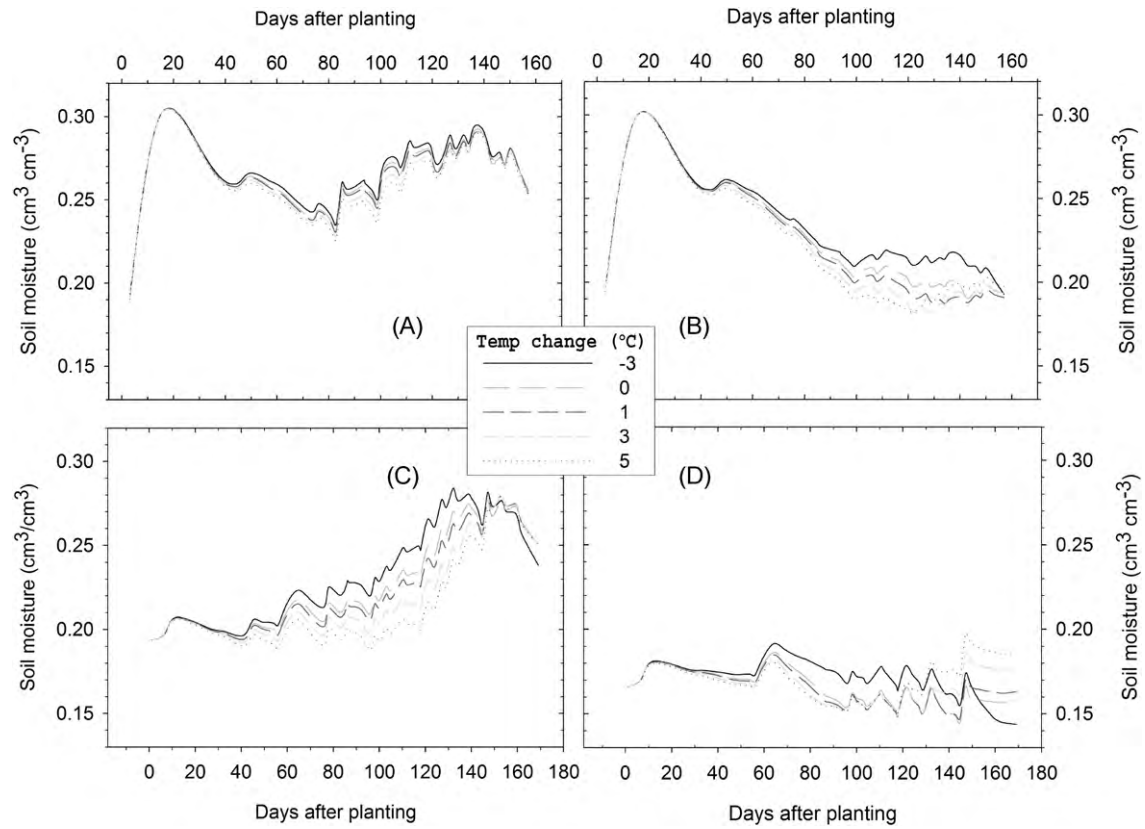 Days after planting
Days after planting
0 20 40 60 80 100 120 140 160
0 20 40 60 80 100 120 140 160
Soil moisture (cm³ cm⁻³)
0.30
0.25
0.20
0.15
(A)
(B)
0.30
0.25
0.20
0.15
Soil moisture (cm³ cm⁻³)
Temp change (°C)
-3
0
1
3
5
Soil moisture (cm³/cm³)
0.30
0.25
0.20
0.15
(C)
(D)
0.30
0.25
0.20
0.15
Soil moisture (cm³ cm⁻³)
0 20 40 60 80 100 120 140 160
0 20 40 60 80 100 120 140 160 180
Days after planting
Days after planting